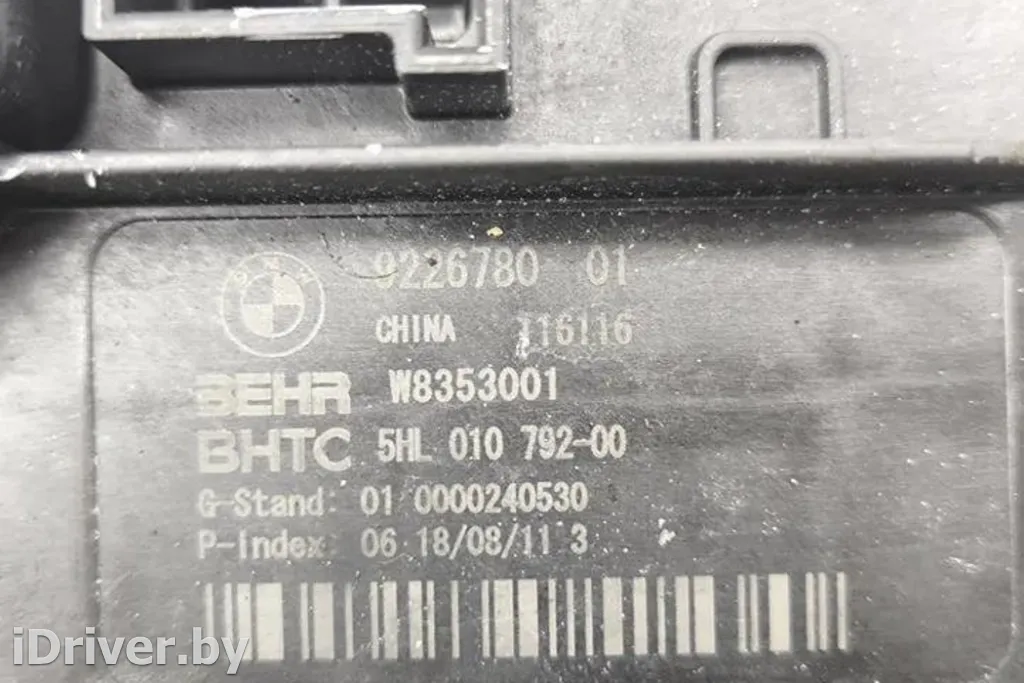 9226780 01
CHINA 116116
BEHR W8353001
BHTC 5HL 010 792-00
G-Stand: 01 0000240530
P-Index: 06 18/08/11 3
iDriver.by